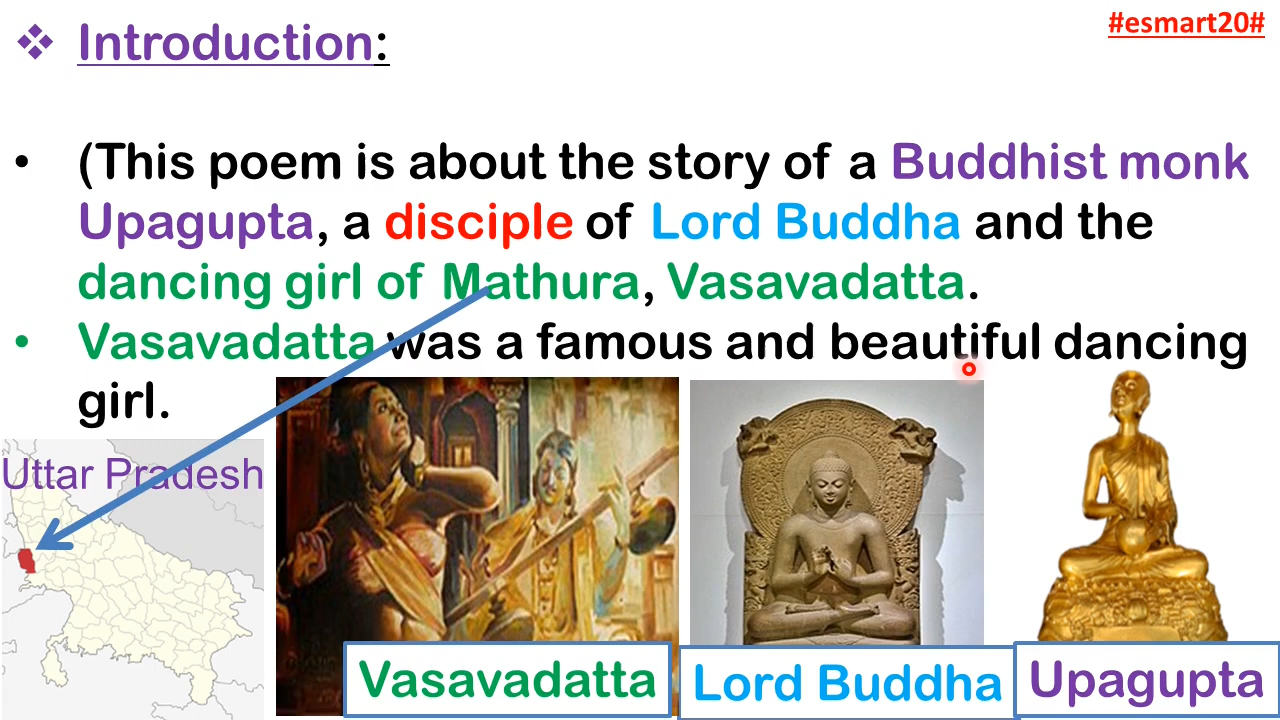 #esmart20#
❖ Introduction:
• (This poem is about the story of a Buddhist monk
Upagupta, a disciple of Lord Buddha and the
dancing girl of Mathura, Vasavadatta.
• Vasavadatta was a famous and beautiful dancing
girl.
Uttar Pradesh
Vasavadatta
Lord Buddha
Upagupta